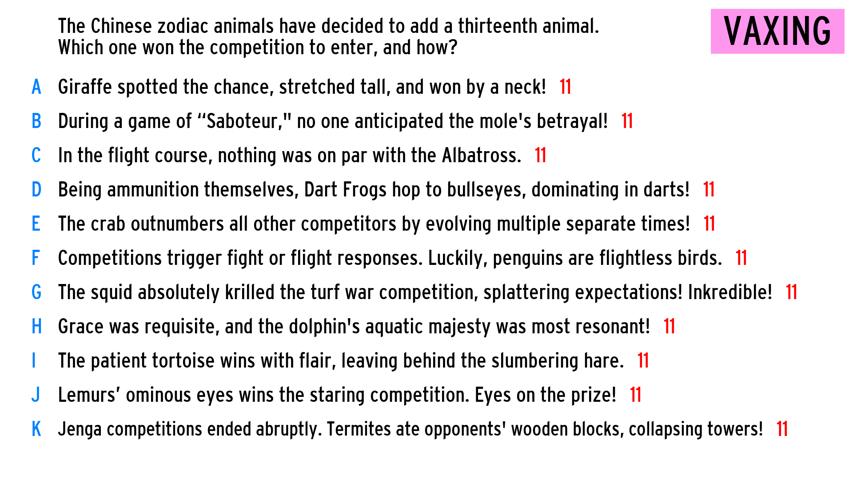 The Chinese zodiac animals have decided to add a thirteenth animal.
Which one won the competition to enter, and how?
VAXING
A Giraffe spotted the chance, stretched tall, and won by a neck! 11
B During a game of “Saboteur," no one anticipated the mole's betrayal! 11
C In the flight course, nothing was on par with the Albatross. 11
D Being ammunition themselves, Dart Frogs hop to bullseyes, dominating in darts! 11
E The crab outnumbers all other competitors by evolving multiple separate times! 11
F Competitions trigger fight or flight responses. Luckily, penguins are flightless birds. 11
G The squid absolutely krilled the turf war competition, splattering expectations! Inkredible! 11
H Grace was requisite, and the dolphin's aquatic majesty was most resonant! 11
I The patient tortoise wins with flair, leaving behind the slumbering hare. 11
J Lemurs’ ominous eyes wins the staring competition. Eyes on the prize! 11
K Jenga competitions ended abruptly. Termites ate opponents' wooden blocks, collapsing towers! 11